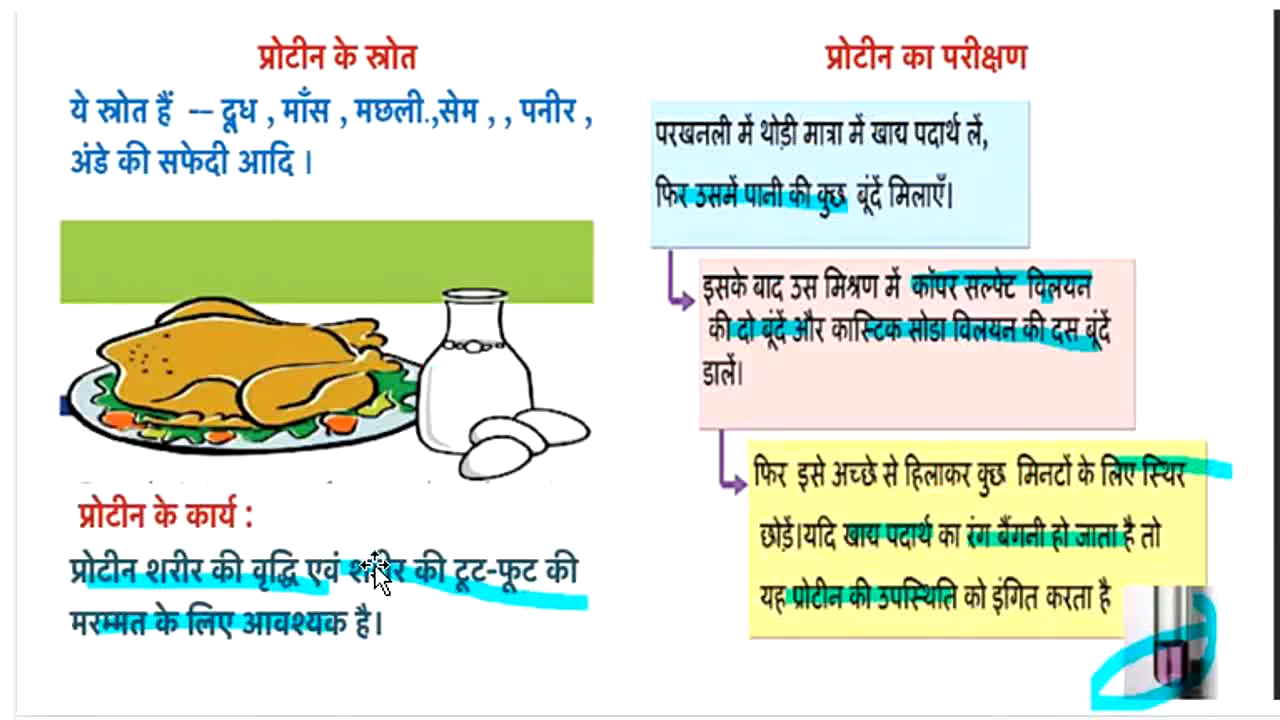 प्रोटीन के स्रोत
ये स्रोत हैं -- दूध , माँस , मछली.,सेम , , पनीर ,
अंडे की सफेदी आदि ।
प्रोटीन के कार्य :
प्रोटीन शरीर की वृद्धि एवं शरीर की टूट-फूट की
मरम्मत के लिए आवश्यक है।
प्रोटीन का परीक्षण
परखनली में थोड़ी मात्रा में खाद्य पदार्थ लें,
फिर उसमें पानी की कुछ बूंदें मिलाएँ।
इसके बाद उस मिश्रण में कॉपर सल्फेट विलयन
की दो बूंदें और कास्टिक सोडा विलयन की दस बूंदें
डालें।
फिर इसे अच्छे से हिलाकर कुछ मिनटों के लिए स्थिर
छोड़ें।यदि खाद्य पदार्थ का रंग बैंगनी हो जाता है तो
यह प्रोटीन की उपस्थिति को इंगित करता है